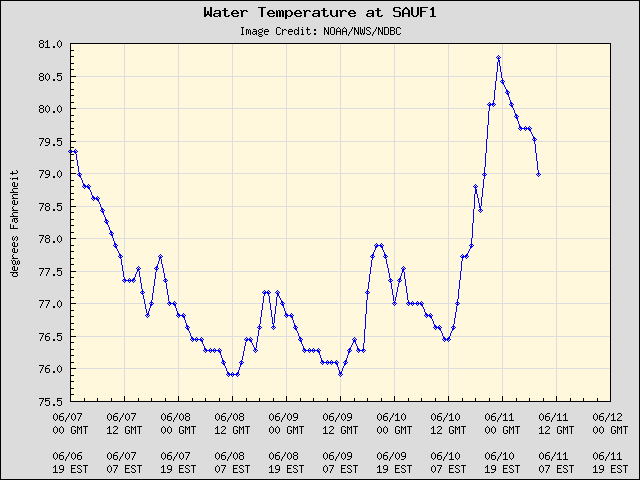 Water Temperature at SAUF1
Image Credit: NOAA/NWS/NDBC
degrees Fahrenheit
81.0
80.5
80.0
79.5
79.0
78.5
78.0
77.5
77.0
76.5
76.0
75.5
06/07 06/07 06/08 06/08 06/09 06/09 06/10 06/10 06/11 06/11 06/12
00 GMT 12 GMT 00 GMT 12 GMT 00 GMT 12 GMT 00 GMT 12 GMT 00 GMT 12 GMT 00 GMT
06/06 06/07 06/07 06/08 06/08 06/09 06/09 06/10 06/10 06/11 06/11
19 EST 07 EST 19 EST 07 EST 19 EST 07 EST 19 EST 07 EST 19 EST 07 EST 19 EST